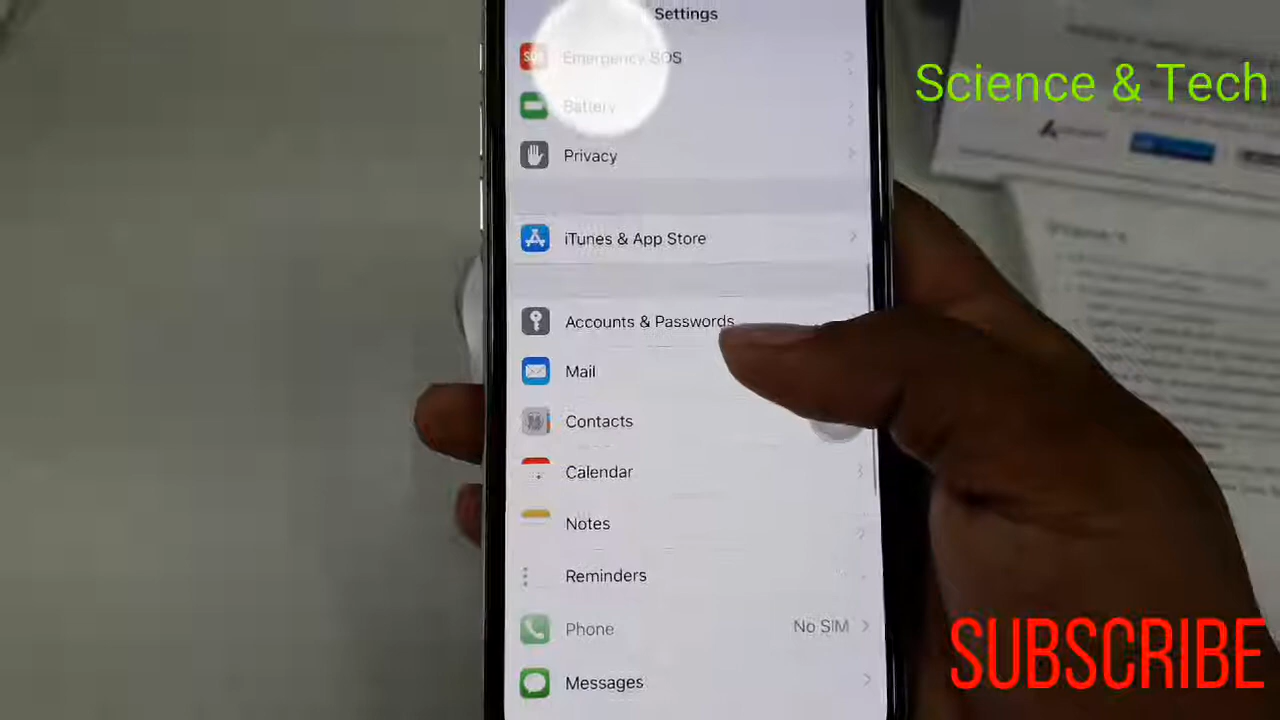 Settings
Emergency SOS
Battery
Privacy
iTunes & App Store
Accounts & Passwords
Mail
Contacts
Calendar
Notes
Reminders
Phone No SIM
Messages
Science & Tech
SUBSCRIBE